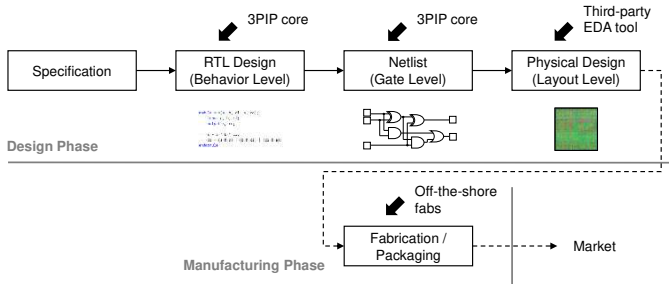 3PIP core
3PIP core
Third-party
EDA tool
Specification
RTL Design
(Behavior Level)
Netlist
(Gate Level)
Physical Design
(Layout Level)
Design Phase
Off-the-shore
fabs
Fabrication /
Packaging
Market
Manufacturing Phase